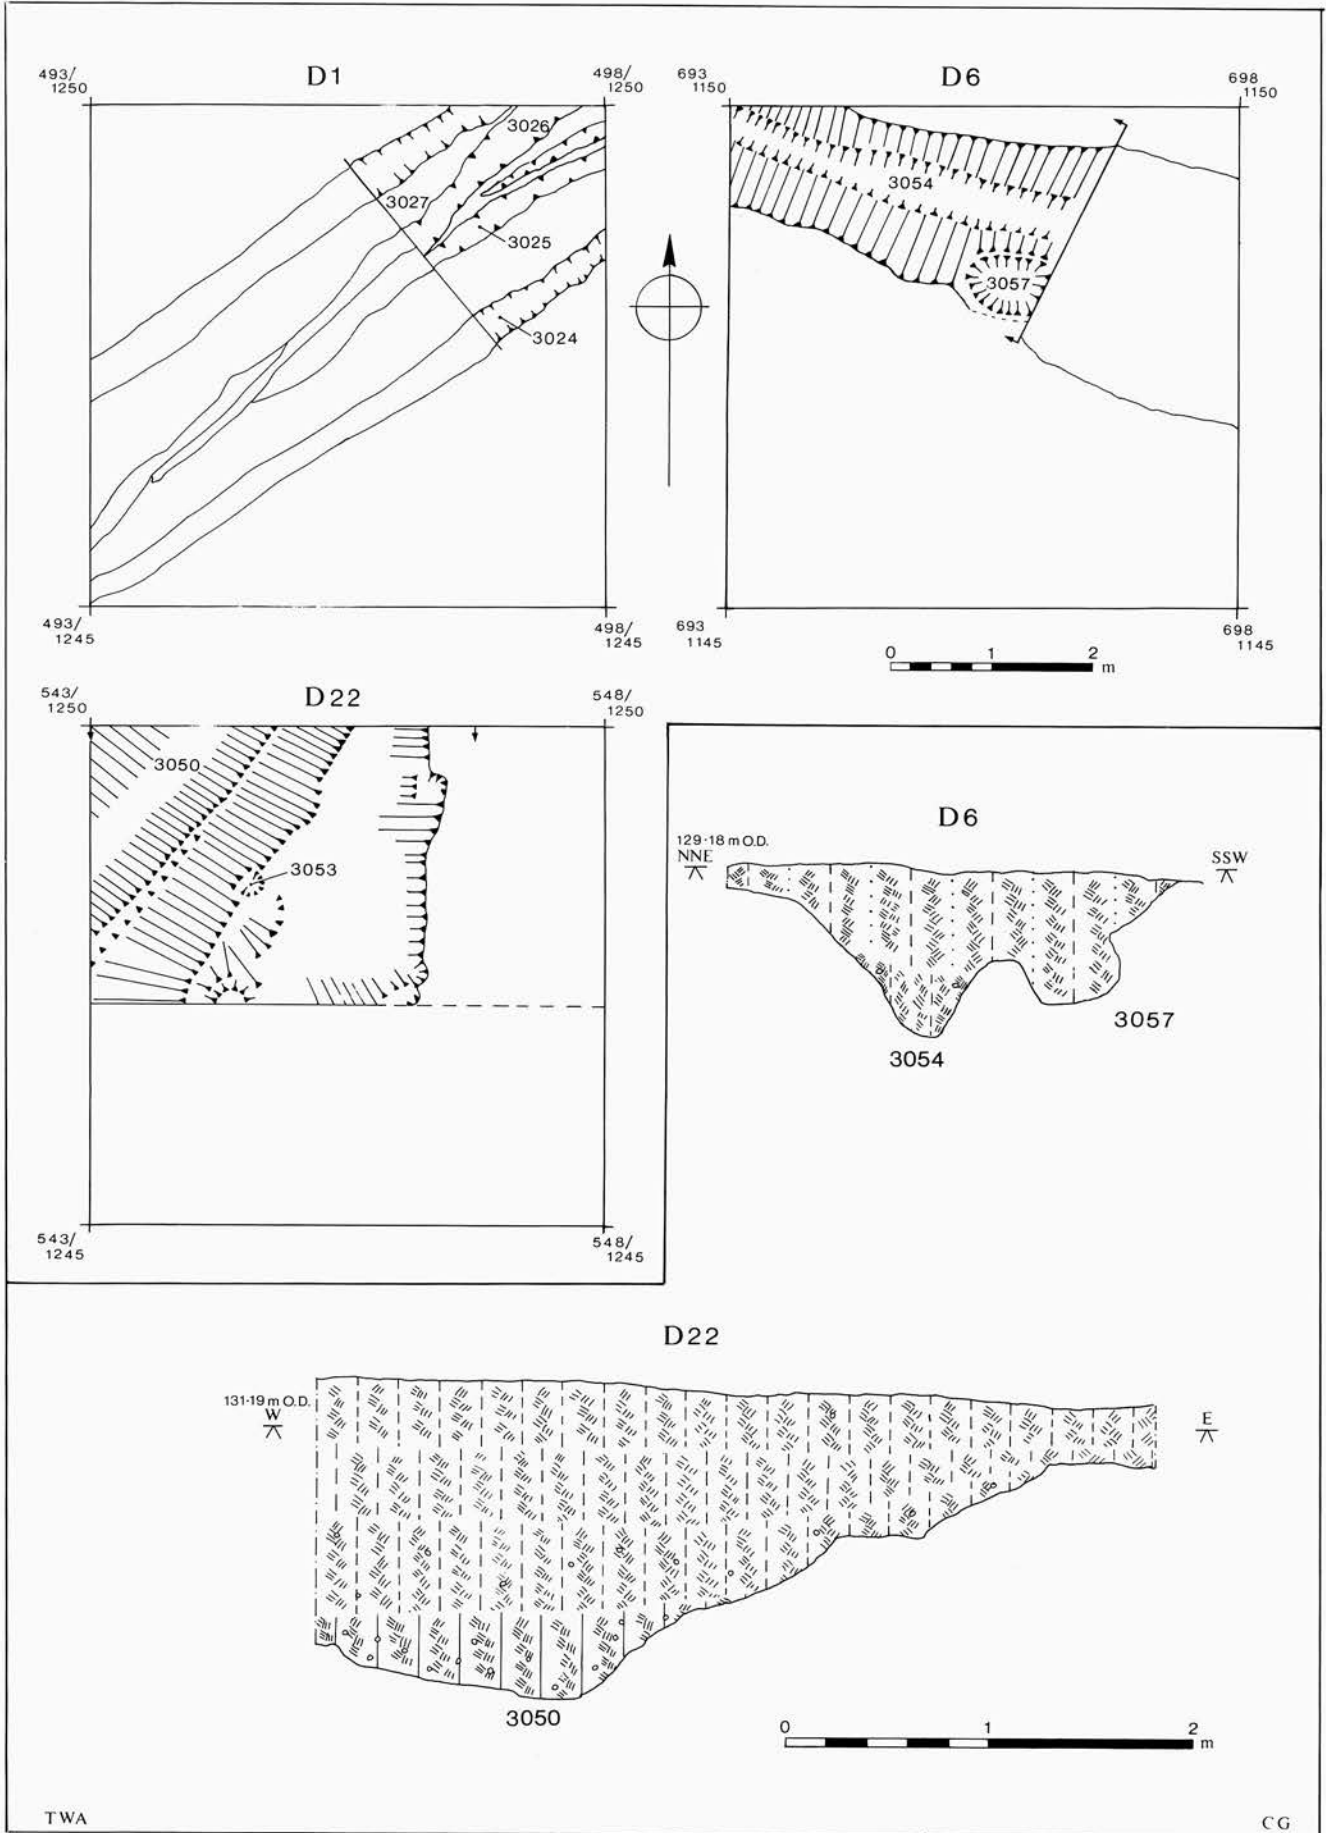 D1
493/
1250
498/
1250
3026
3027
3025
3024
493/
1245
498/
1245
D6
693
1150
698
1150
3054
3057
693
1145
698
1145
0 1 2
m
D22
543/
1250
548/
1250
3050
3053
543/
1245
548/
1245
D6
129·18 m O.D.
NNE
SSW
3057
3054
D22
131·19 m O.D.
W
E
3050
0 1 2
m
TWA
CG